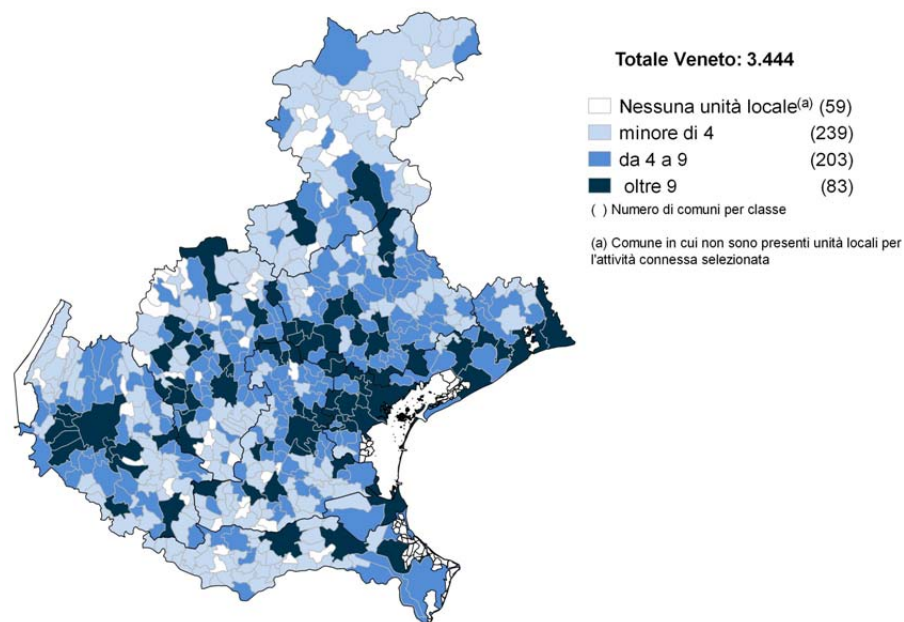 Totale Veneto: 3.444
Nessuna unità locale(a) (59)
minore di 4 (239)
da 4 a 9 (203)
oltre 9 (83)
( ) Numero di comuni per classe
(a) Comune in cui non sono presenti unità locali per
l'attività connessa selezionata